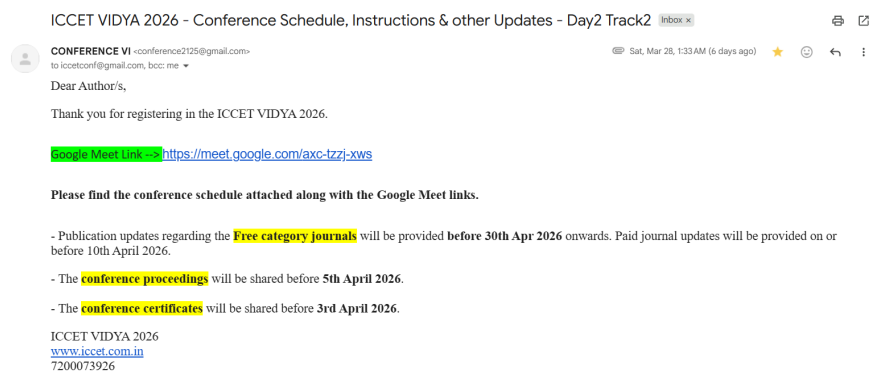 ICCET VIDYA 2026 - Conference Schedule, Instructions & other Updates - Day2 Track2 Inbox ×
CONFERENCE VI <conference2125@gmail.com> Sat, Mar 28, 1:33 AM (6 days ago)
to iccetconf@gmail.com, bcc: me
Dear Author/s,
Thank you for registering in the ICCET VIDYA 2026.
Google Meet Link --> https://meet.google.com/axc-tzzj-xws
Please find the conference schedule attached along with the Google Meet links.
- Publication updates regarding the Free category journals will be provided before 30th Apr 2026 onwards. Paid journal updates will be provided on or
before 10th April 2026.
- The conference proceedings will be shared before 5th April 2026.
- The conference certificates will be shared before 3rd April 2026.
ICCET VIDYA 2026
www.iccet.com.in
7200073926